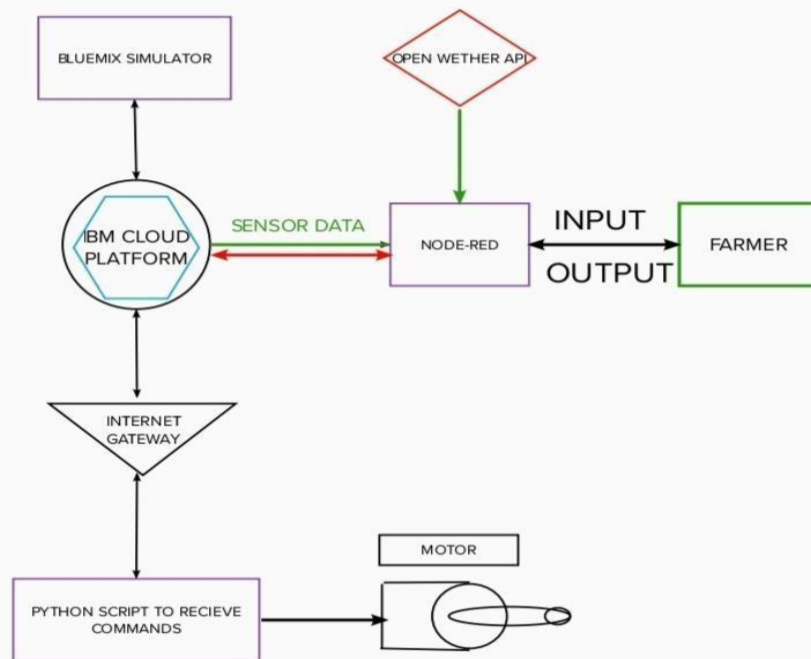 BLUEMIX SIMULATOR
OPEN WETHER API
IBM CLOUD
PLATFORM
SENSOR DATA
NODE-RED
INPUT
OUTPUT
FARMER
INTERNET
GATEWAY
MOTOR
PYTHON SCRIPT TO RECIEVE
COMMANDS